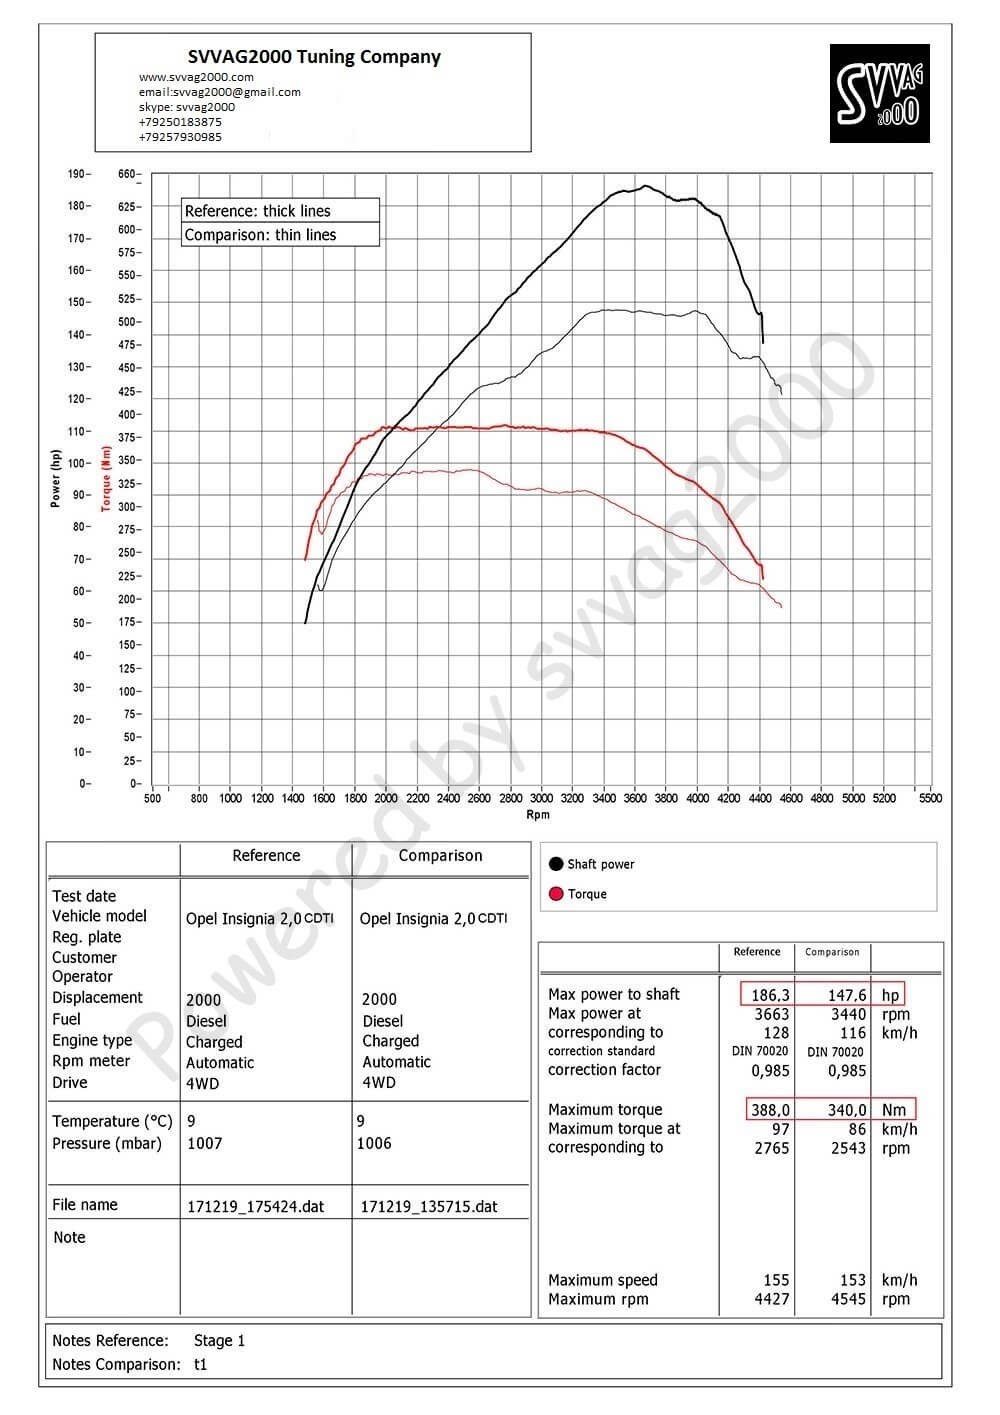 SVVAG2000 Tuning Company
www.svvag2000.com
email:svvag2000@gmail.com
skype: svvag2000
+79250183875
+79257930985
SVVAG
2000
Reference: thick lines
Comparison: thin lines
Power (hp)
190
180
170
160
150
140
130
120
110
100
90
80
70
60
50
40
30
20
10
0
Torque (Nm)
660
625
600
575
550
525
500
475
450
425
400
375
350
325
300
275
250
225
200
175
150
125
100
75
50
25
0
500 800 1000 1200 1400 1600 1800 2000 2200 2400 2600 2800 3000 3200 3400 3600 3800 4000 4200 4400 4600 4800 5000 5200 5500
Rpm
Powered by svvag2000
Reference Comparison
Test date
Vehicle model Opel Insignia 2,0 CDTI Opel Insignia 2,0 CDTI
Reg. plate
Customer
Operator
Displacement 2000 2000
Fuel Diesel Diesel
Engine type Charged Charged
Rpm meter Automatic Automatic
Drive 4WD 4WD
Temperature (°C) 9 9
Pressure (mbar) 1007 1006
File name 171219_175424.dat 171219_135715.dat
Note
Shaft power
Torque
Reference Comparison
Max power to shaft 186,3 147,6 hp
Max power at 3663 3440 rpm
corresponding to 128 116 km/h
correction standard DIN 70020 DIN 70020
correction factor 0,985 0,985
Maximum torque 388,0 340,0 Nm
Maximum torque at 97 86 km/h
corresponding to 2765 2543 rpm
Maximum speed 155 153 km/h
Maximum rpm 4427 4545 rpm
Notes Reference: Stage 1
Notes Comparison: t1